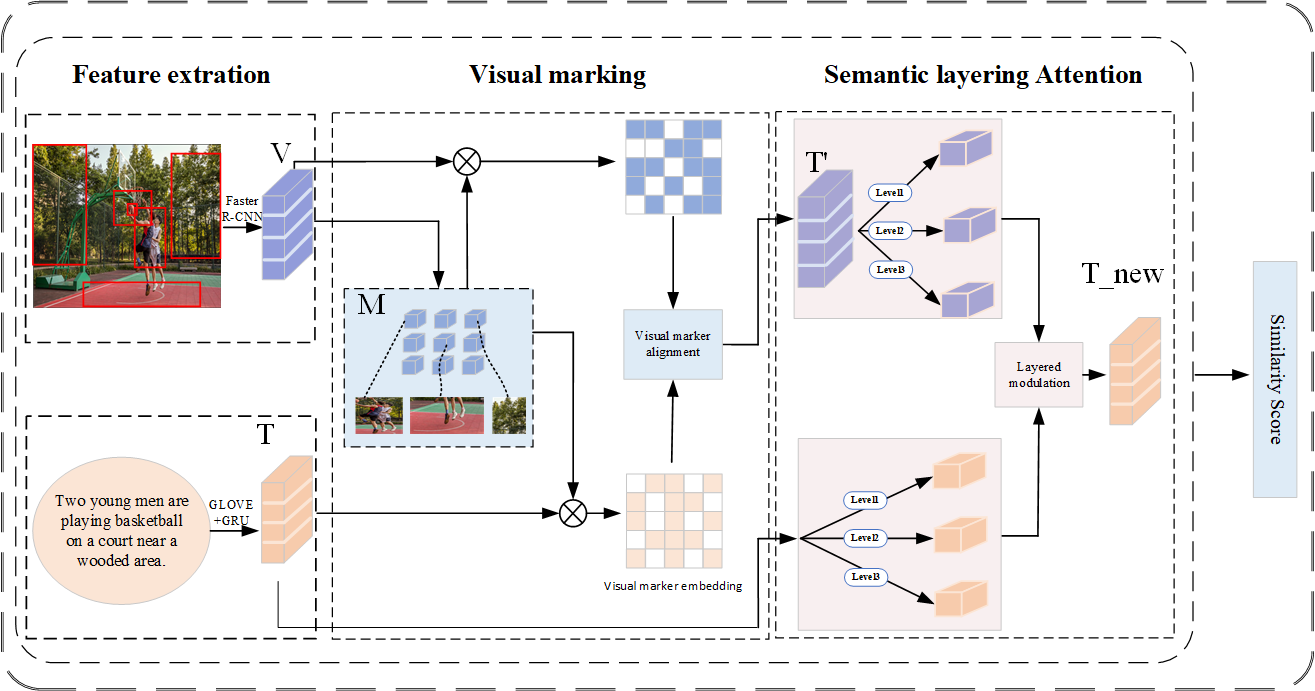 Feature extration
Visual marking
Semantic layering Attention
V
Faster
R-CNN
T
Two young men are
playing basketball
on a court near a
wooded area.
GLOVE
+GRU
M
Visual marker
alignment
Visual marker embedding
T'
Level1
Level2
Level3
Level1
Level2
Level3
Layered
modulation
T_new
Similarity Score